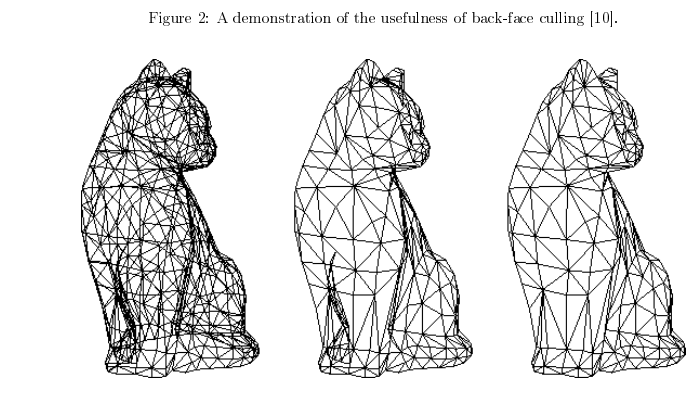 Figure 2: A demonstration of the usefulness of back-face culling [10].